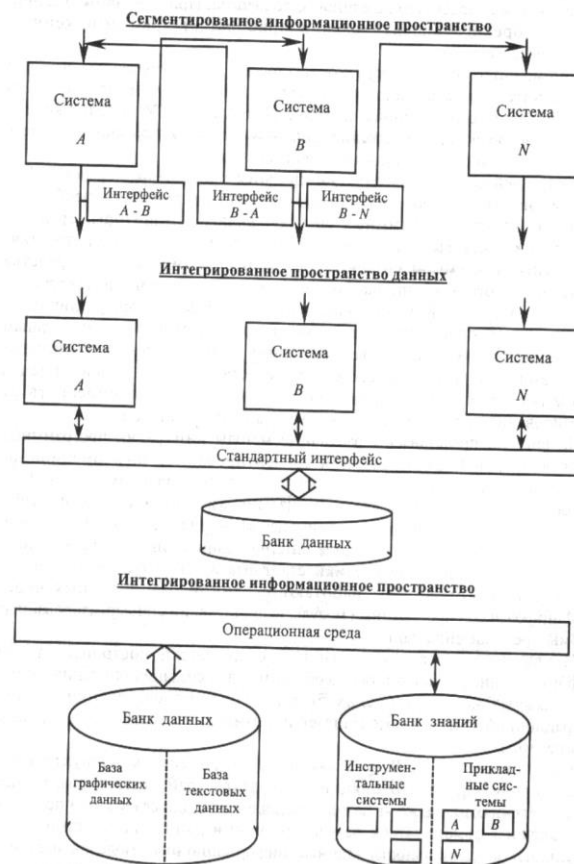 Сегментированное информационное пространство
Система
A
Система
B
Система
N
Интерфейс
A - B
Интерфейс
B - A
Интерфейс
B - N
Интегрированное пространство данных
Система
A
Система
B
Система
N
Стандартный интерфейс
Банк данных
Интегрированное информационное пространство
Операционная среда
Банк данных
База
графических
данных
База
текстовых
данных
Банк знаний
Инструмен-
тальные
системы
Приклад-
ные сис-
темы
A
B
N